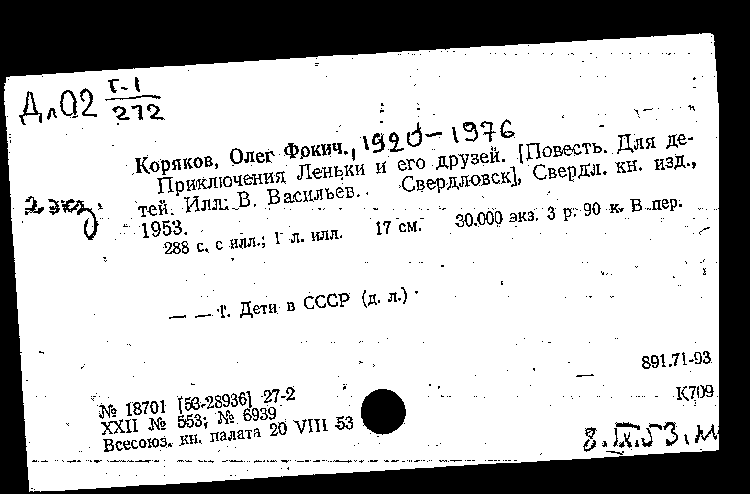 Дл02 Г-1/272
Коряков, Олег Фокич., 1920-1976
Приключения Леньки и его друзей. [Повесть. Для де-
2 экз. тей. Илл: В. Васильев. Свердловск], Свердл. кн. изд.,
1953.
288 с. с илл.; 1 л. илл. 17 см. 30.000 экз. 3 р. 90 к. В пер.
— — 1. Дети в СССР (д. л.)
891.71-93
№ 18701 [53-28936] 27-2
К709
XXII № 553; № 6939
Всесоюз. кн. палата 20 VIII 53
8.IX.53.